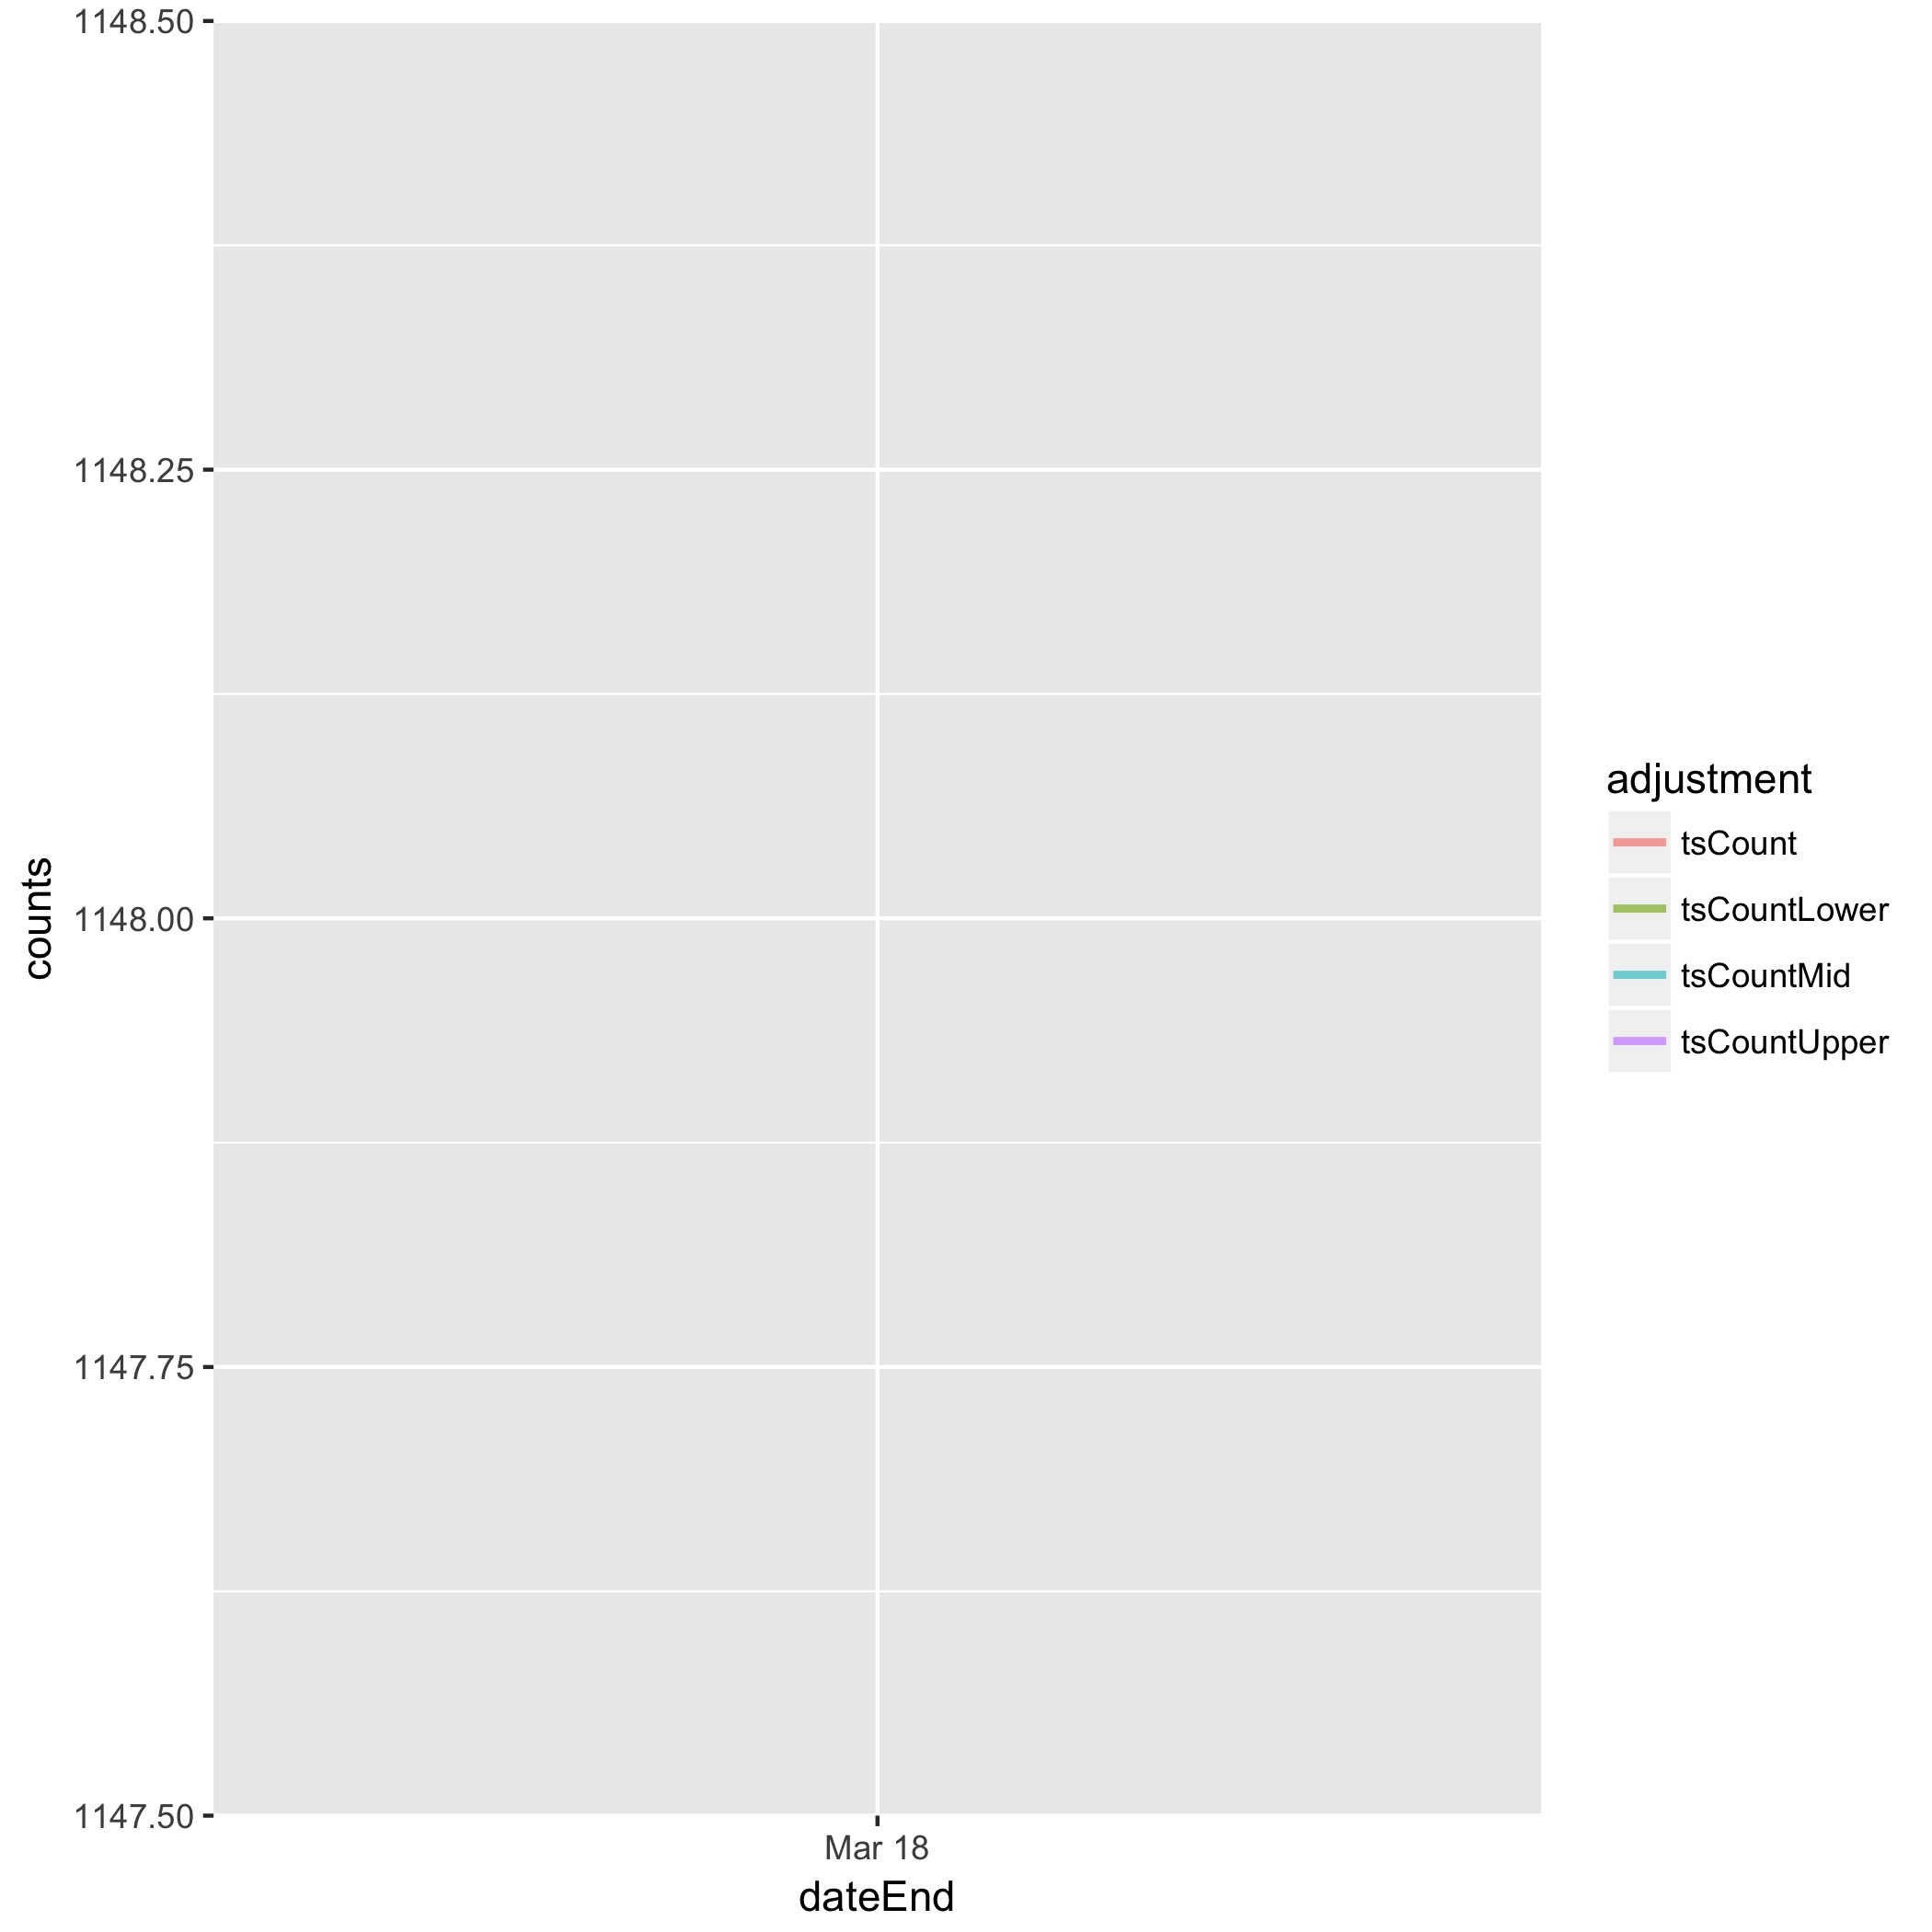 1148.50
1148.25
1148.00
1147.75
1147.50
counts
Mar 18
dateEnd
adjustment
tsCount
tsCountLower
tsCountMid
tsCountUpper